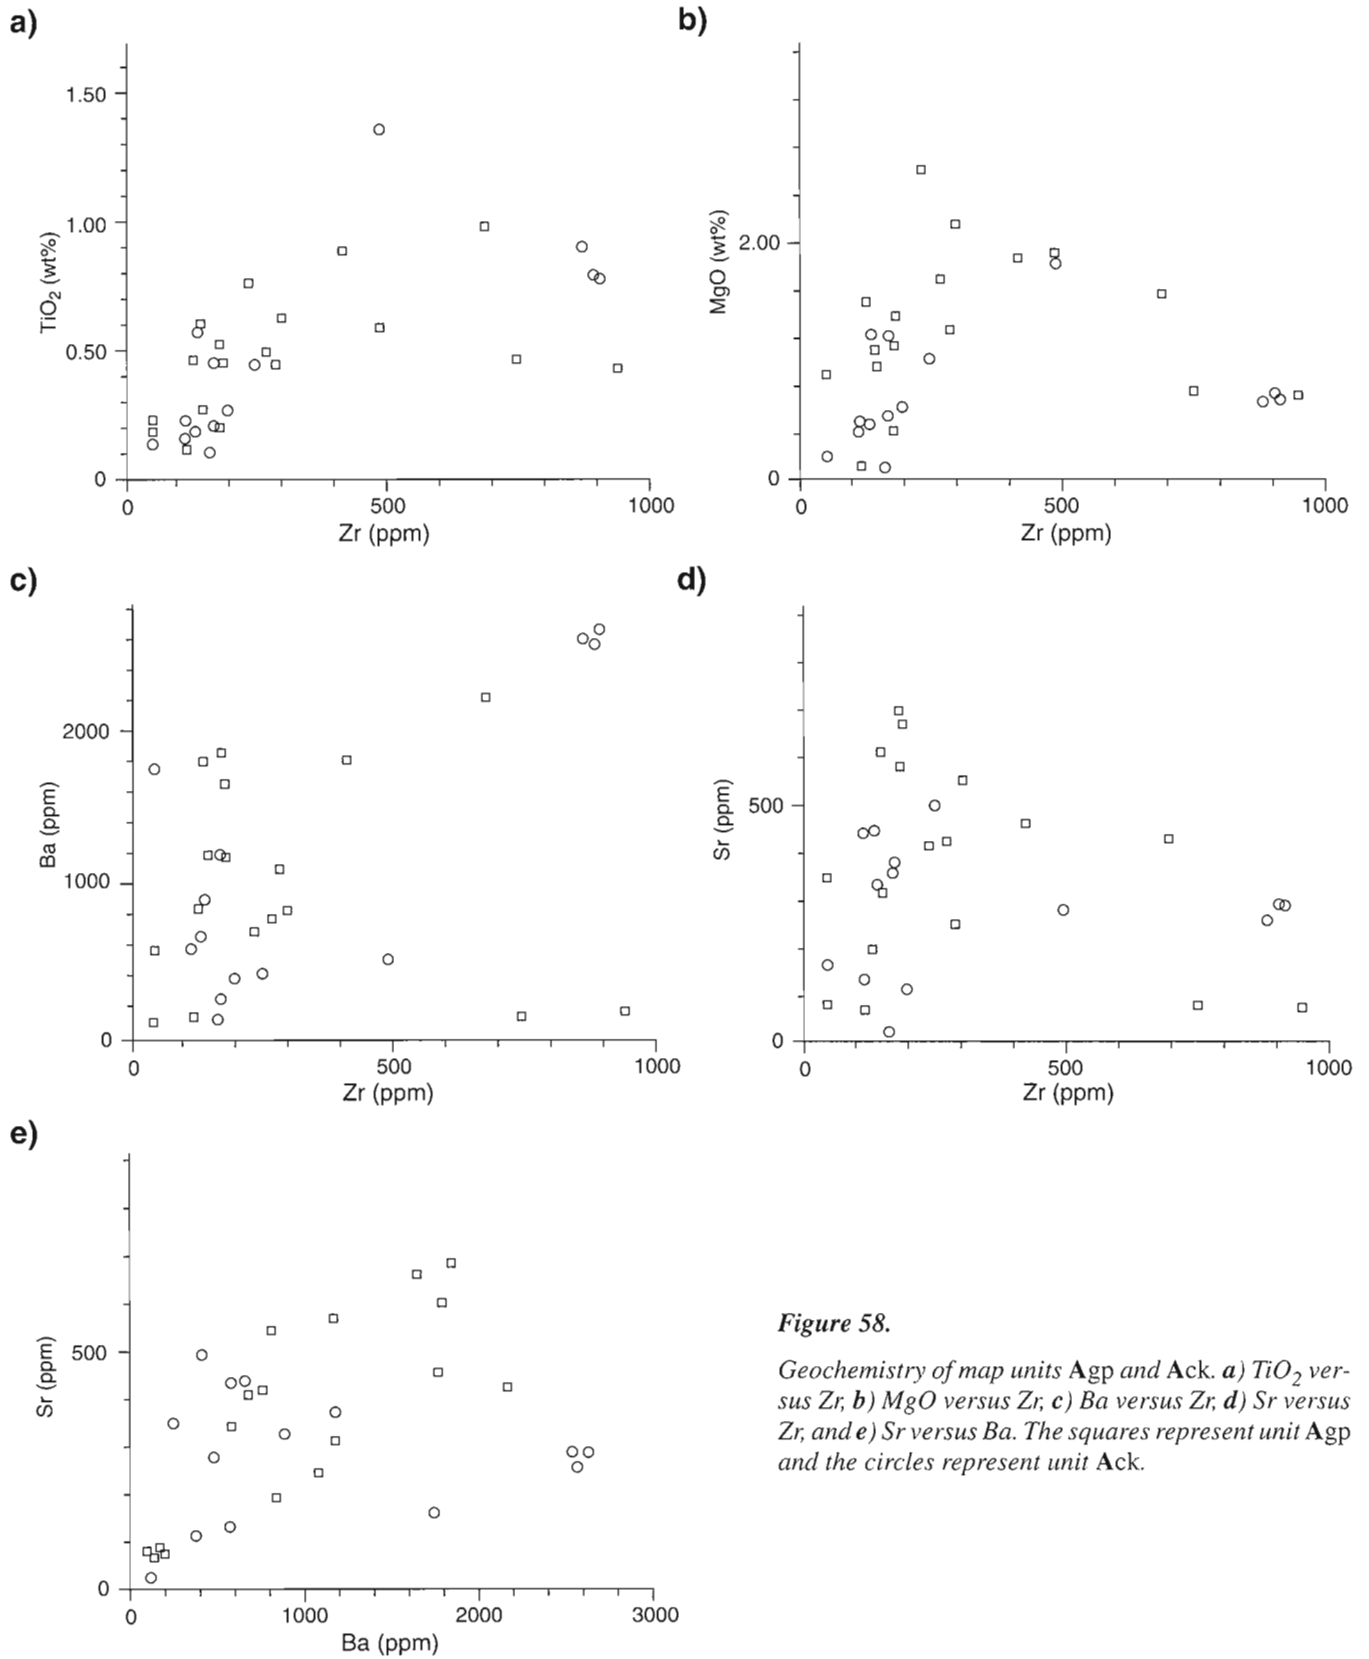 a)
1.50
1.00
0.50
0
TiO2 (wt%)
0 500 1000
Zr (ppm)
b)
2.00
0
MgO (wt%)
0 500 1000
Zr (ppm)
c)
2000
1000
0
Ba (ppm)
0 500 1000
Zr (ppm)
d)
500
0
Sr (ppm)
0 500 1000
Zr (ppm)
e)
500
0
Sr (ppm)
0 1000 2000 3000
Ba (ppm)
Figure 58.
Geochemistry of map units Agp and Ack. a) TiO2 ver-
sus Zr, b) MgO versus Zr, c) Ba versus Zr, d) Sr versus
Zr, and e) Sr versus Ba. The squares represent unit Agp
and the circles represent unit Ack.